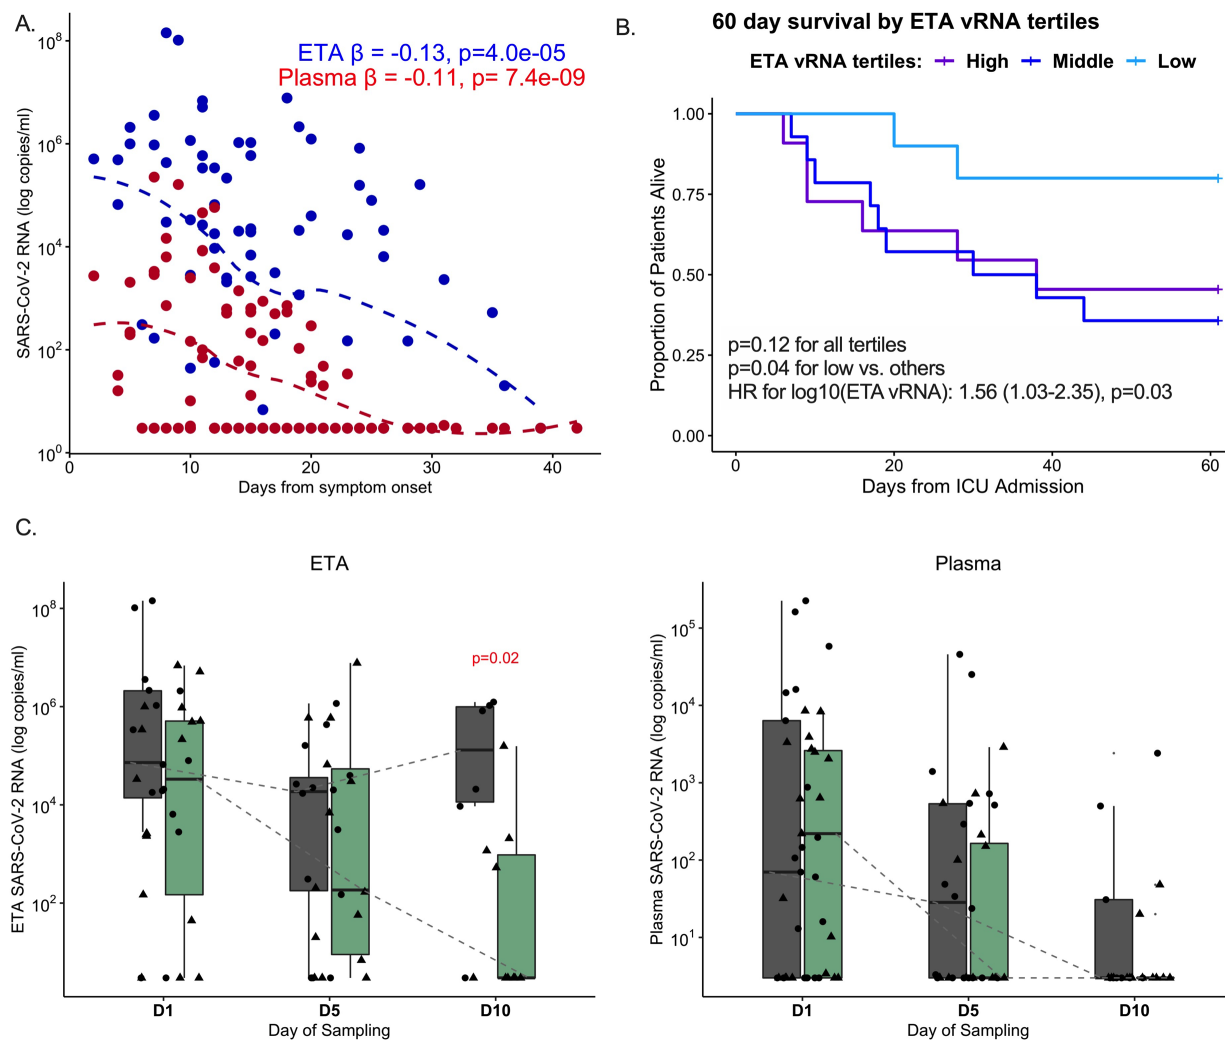 A.
ETA β = -0.13, p=4.0e-05
Plasma β = -0.11, p= 7.4e-09
SARS-CoV-2 RNA (log copies/ml)
10^8
10^6
10^4
10^2
10^0
0 10 20 30 40
Days from symptom onset
B.
60 day survival by ETA vRNA tertiles
ETA vRNA tertiles: High Middle Low
Proportion of Patients Alive
1.00
0.75
0.50
0.25
0.00
p=0.12 for all tertiles
p=0.04 for low vs. others
HR for log10(ETA vRNA): 1.56 (1.03-2.35), p=0.03
0 20 40 60
Days from ICU Admission
C.
ETA
ETA SARS-CoV-2 RNA (log copies/ml)
10^8
10^6
10^4
10^2
p=0.02
D1 D5 D10
Day of Sampling
Plasma
Plasma SARS-CoV-2 RNA (log copies/ml)
10^5
10^4
10^3
10^2
10^1
D1 D5 D10
Day of Sampling